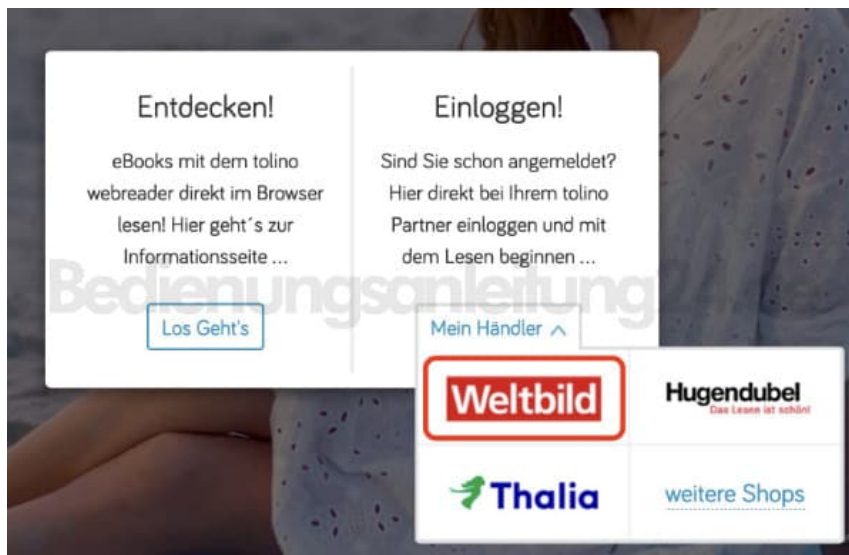 Entdecken!
eBooks mit dem tolino
webreader direkt im Browser
lesen! Hier geht´s zur
Informationsseite ...
Los Geht's
Einloggen!
Sind Sie schon angemeldet?
Hier direkt bei Ihrem tolino
Partner einloggen und mit
dem Lesen beginnen ...
Mein Händler
Weltbild
Hugendubel
Das Lesen ist schön!
Thalia
weitere Shops
Bedienungsanleitung24.de